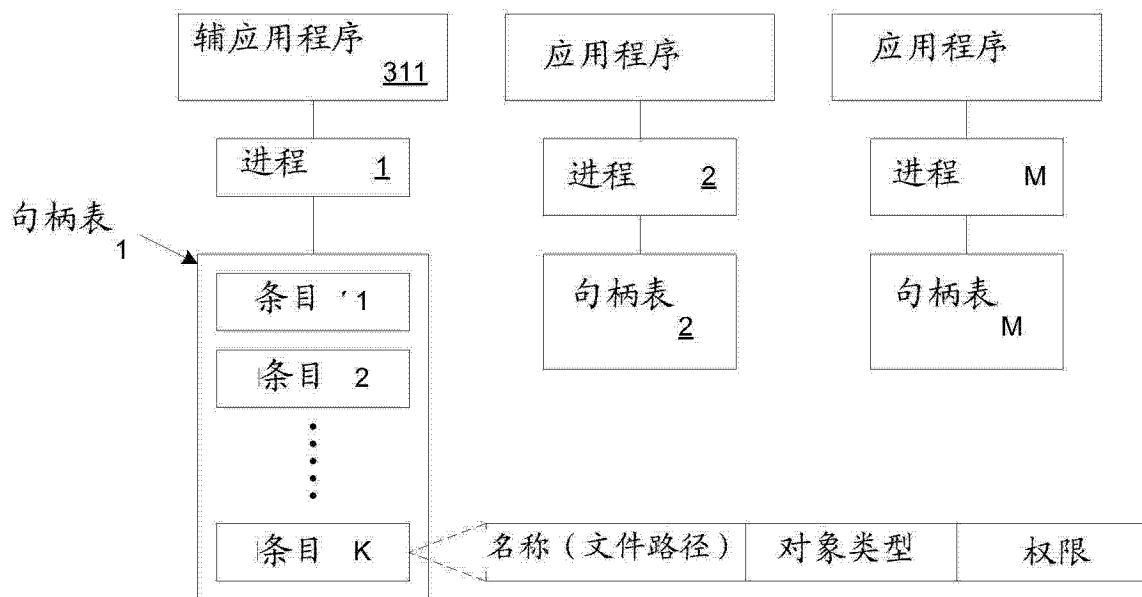 辅应用程序
311
应用程序
应用程序
进程 1
进程 2
进程 M
句柄表
1
条目 1
条目 2
条目 K
句柄表
2
句柄表
M
名称(文件路径)
对象类型
权限